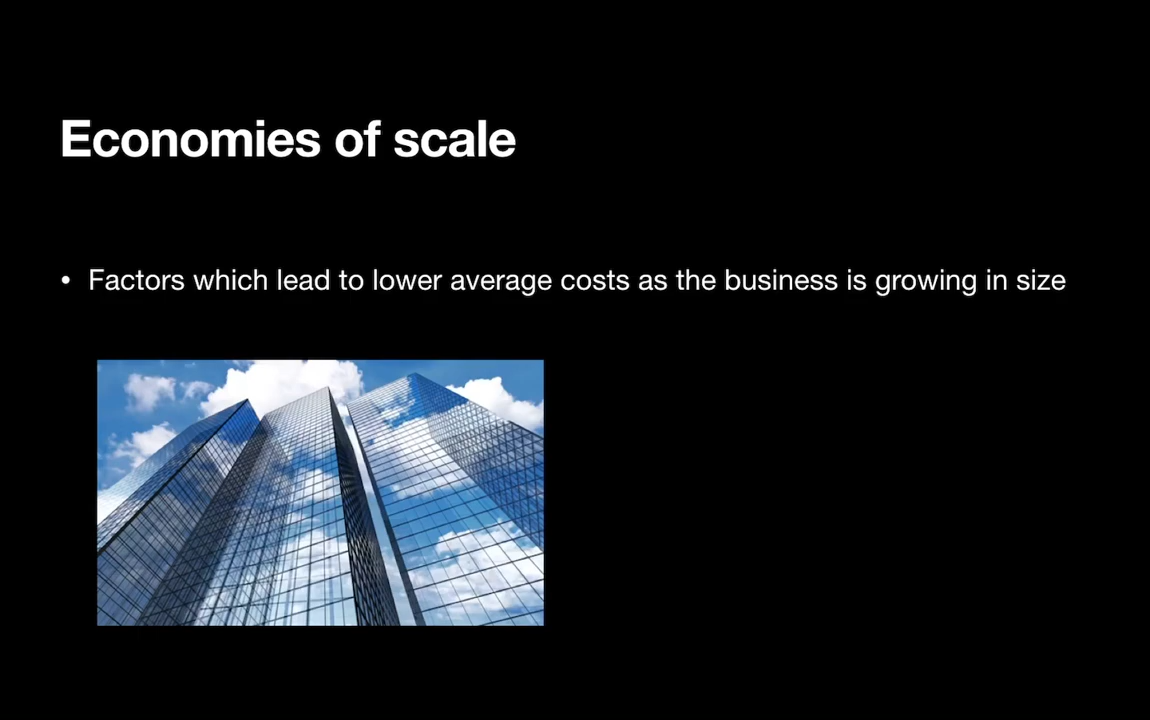 Economies of scale
• Factors which lead to lower average costs as the business is growing in size